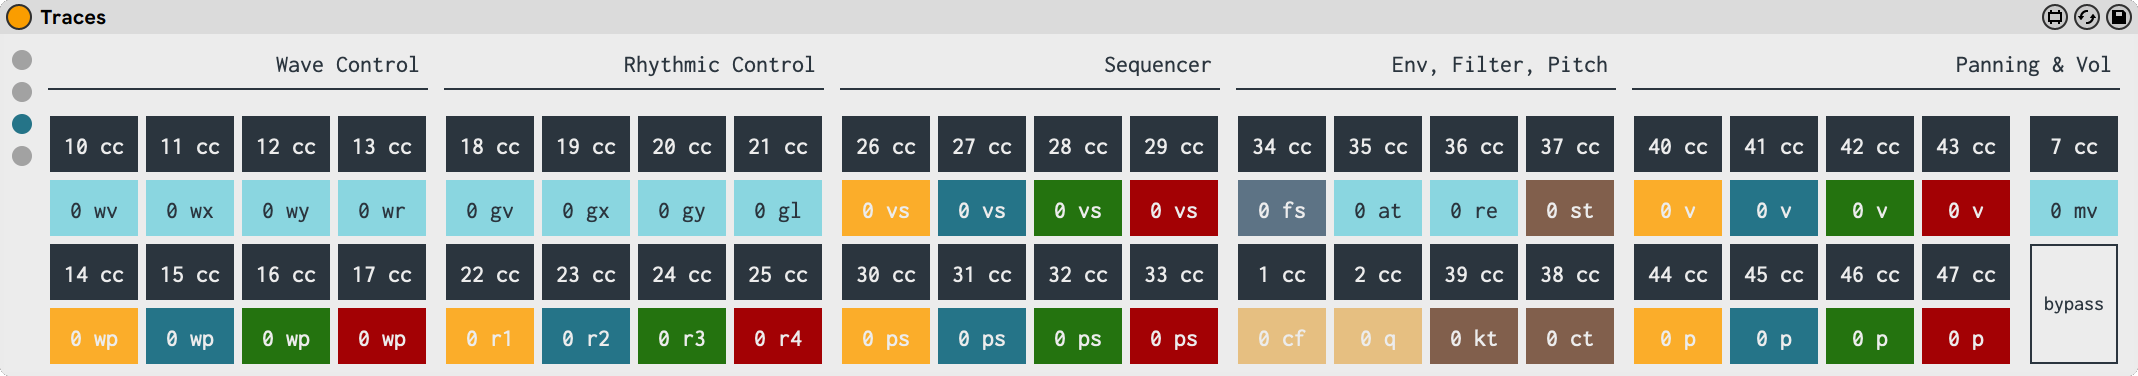 Traces
Wave Control Rhythmic Control Sequencer Env, Filter, Pitch Panning & Vol
10 cc 11 cc 12 cc 13 cc 18 cc 19 cc 20 cc 21 cc 26 cc 27 cc 28 cc 29 cc 34 cc 35 cc 36 cc 37 cc 40 cc 41 cc 42 cc 43 cc 7 cc
0 wv 0 wx 0 wy 0 wr 0 gv 0 gx 0 gy 0 gl 0 vs 0 vs 0 vs 0 vs 0 fs 0 at 0 re 0 st 0 v 0 v 0 v 0 v 0 mv
14 cc 15 cc 16 cc 17 cc 22 cc 23 cc 24 cc 25 cc 30 cc 31 cc 32 cc 33 cc 1 cc 2 cc 39 cc 38 cc 44 cc 45 cc 46 cc 47 cc
bypass
0 wp 0 wp 0 wp 0 wp 0 r1 0 r2 0 r3 0 r4 0 ps 0 ps 0 ps 0 ps 0 cf 0 q 0 kt 0 ct 0 p 0 p 0 p 0 p